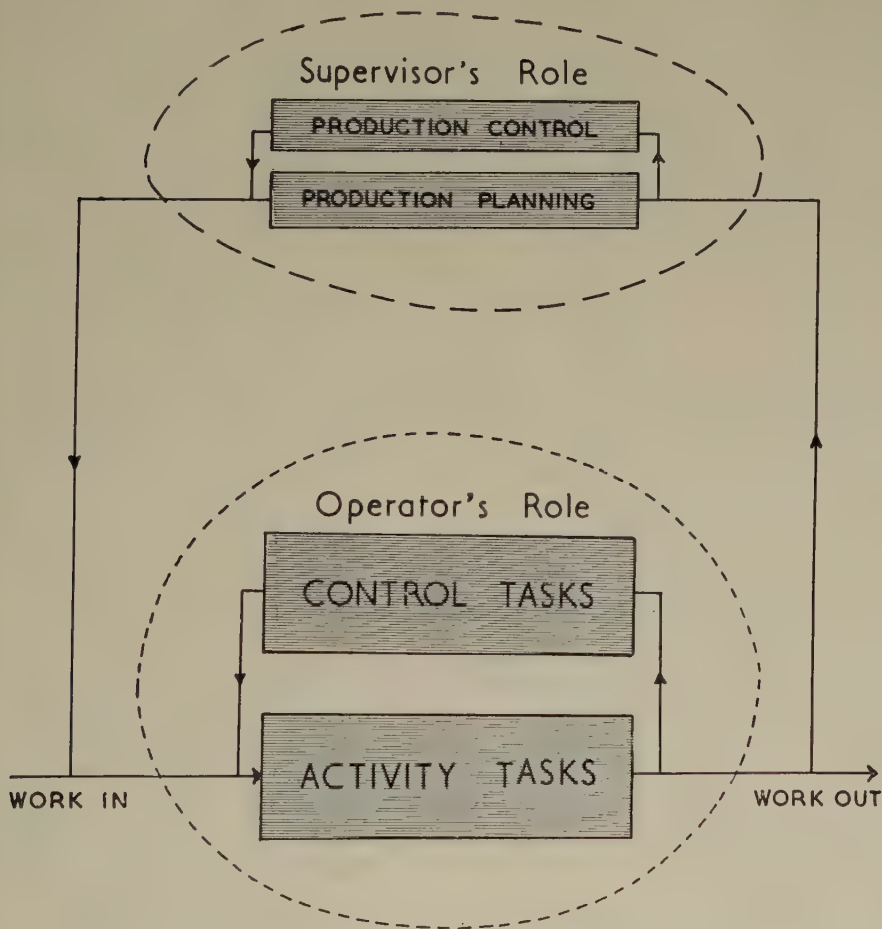 Supervisor's Role
PRODUCTION CONTROL
PRODUCTION PLANNING
Operator's Role
CONTROL TASKS
ACTIVITY TASKS
WORK IN
WORK OUT